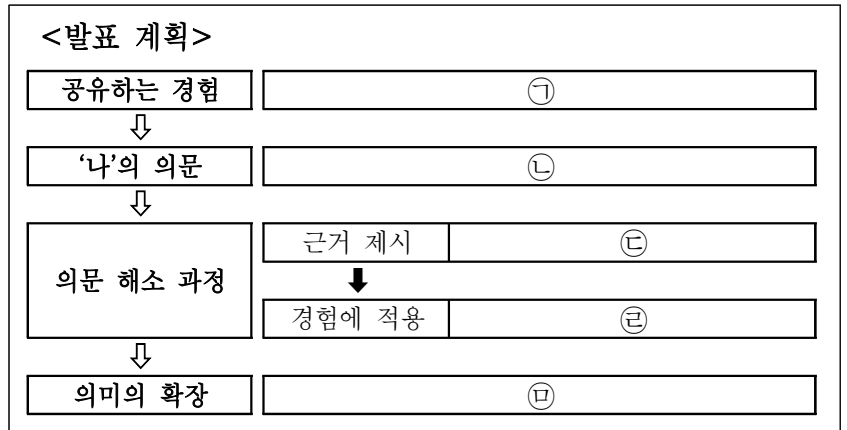 <발표 계획>
공유하는 경험 ㉠
⇩
‘나’의 의문 ㉡
⇩
의문 해소 과정
근거 제시 ㉢
⬇
경험에 적용 ㉣
⇩
의미의 확장 ㉤